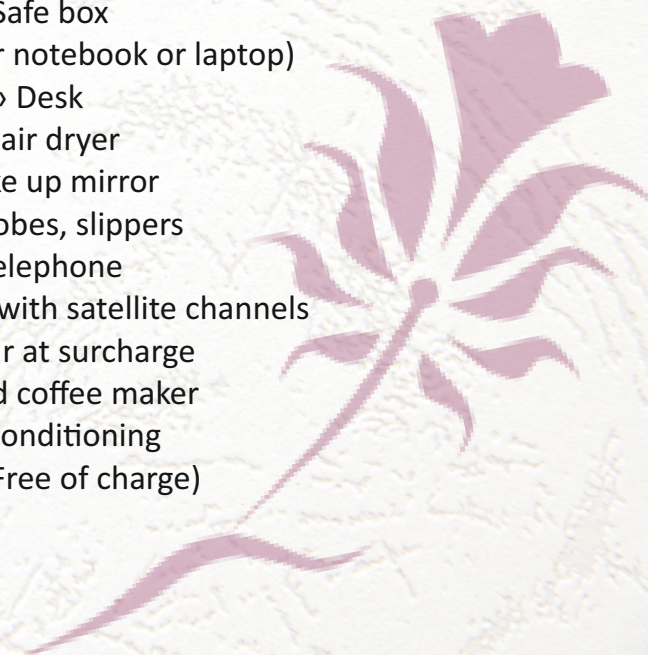 Safe box
r notebook or laptop)
» Desk
air dryer
e up mirror
obes, slippers
elephone
with satellite channels
r at surcharge
d coffee maker
onditioning
Free of charge)